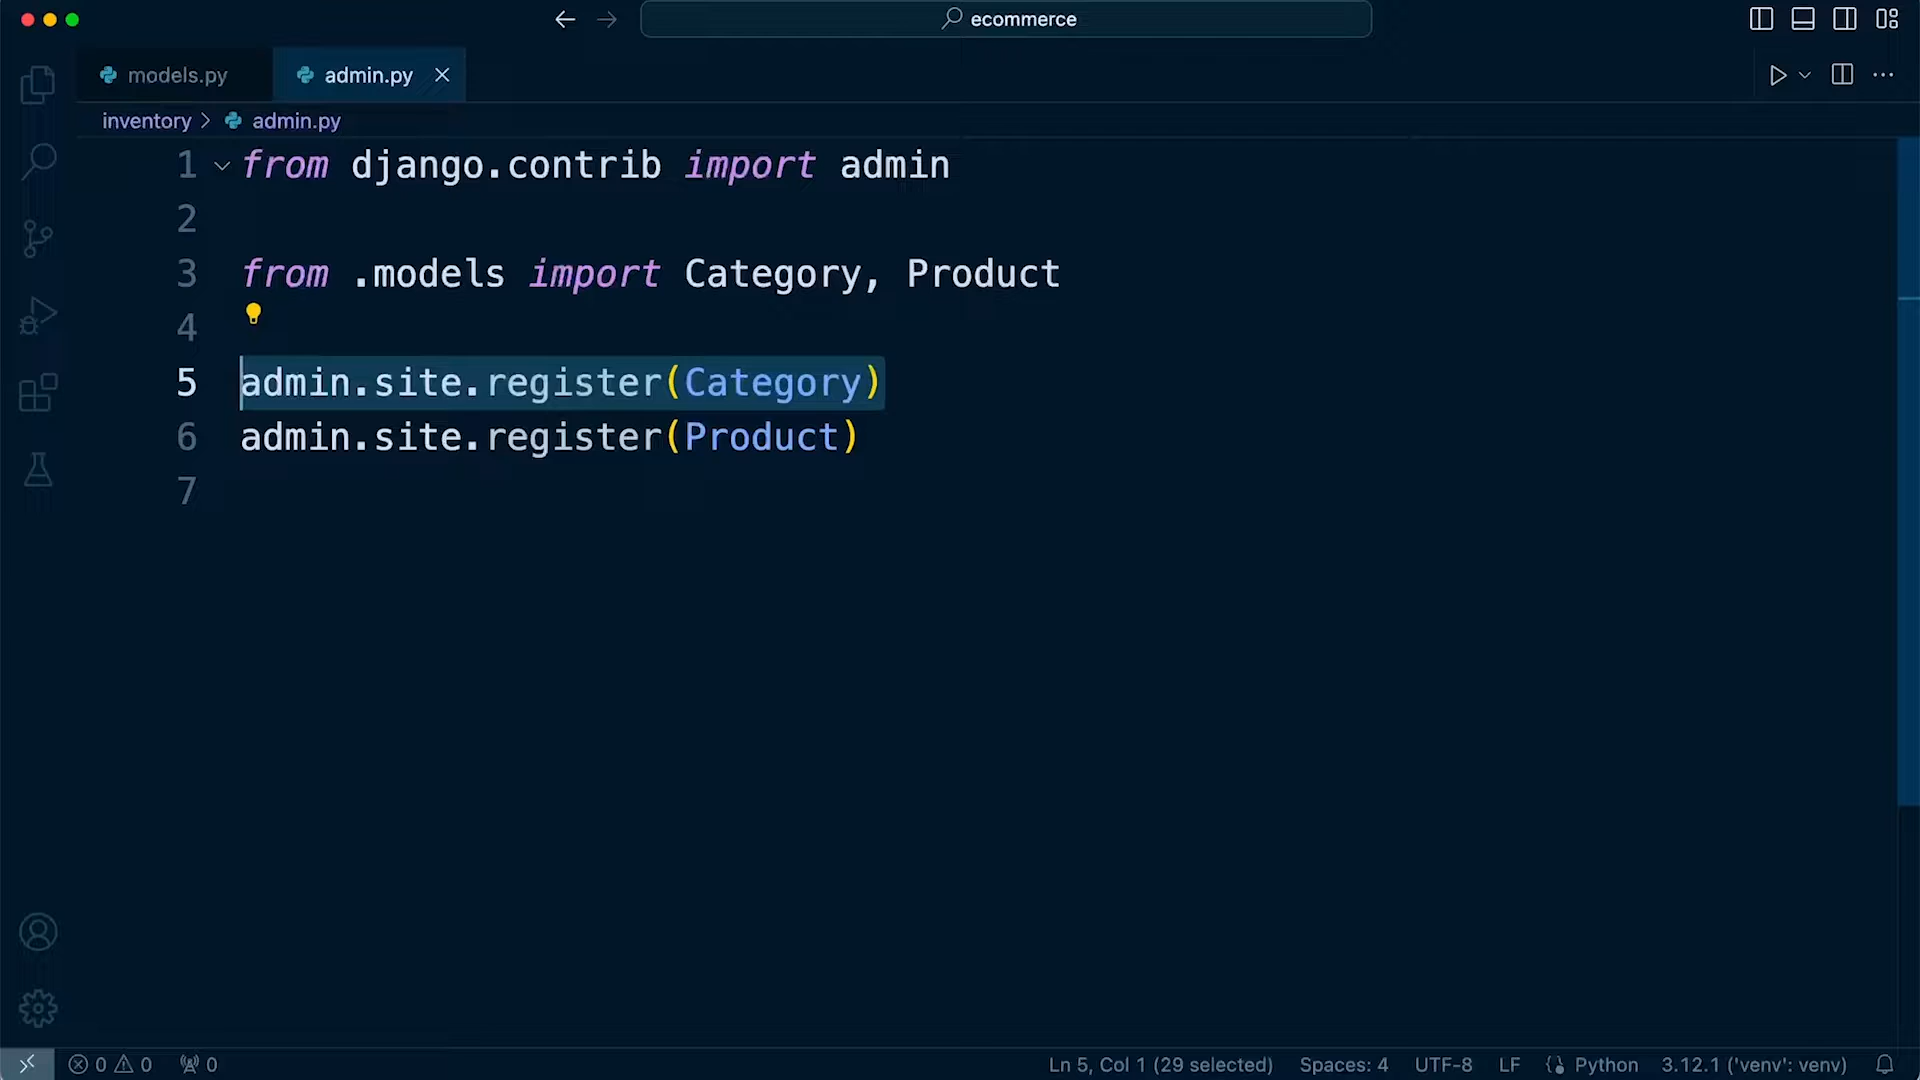 ecommerce
models.py
admin.py
inventory > admin.py
1 from django.contrib import admin
2
3 from .models import Category, Product
4
5 admin.site.register(Category)
6 admin.site.register(Product)
7
0 0 0 Ln 5, Col 1 (29 selected) Spaces: 4 UTF-8 LF Python 3.12.1 ('venv': venv)